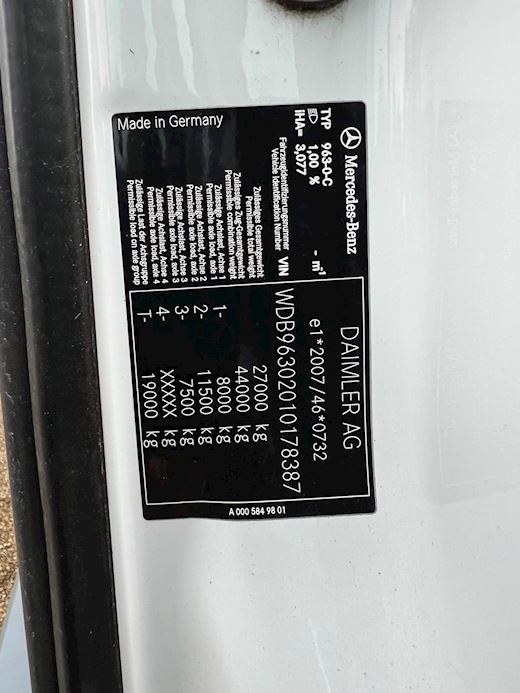 Mercedes-Benz
DAIMLER AG
TYP 963-0-C - m⁻¹ e1*2007/46*0732
1,00 %
iHA= 3,077
Fahrzeugidentifizierungsnummer
Vehicle Identification number VIN WDB96302010178387
Zulässiges Gesamtgewicht
Permissible total weight 27000 kg
Zulässiges Zug-Gesamtgewicht
Permissible combination weight 44000 kg
Zulässige Achslast, Achse 1
Permissible axle load, axle 1 1- 8000 kg
Zulässige Achslast, Achse 2
Permissible axle load, axle 2 2- 11500 kg
Zulässige Achslast, Achse 3
Permissible axle load, axle 3 3- 7500 kg
Zulässige Achslast, Achse 4
Permissible axle load, axle 4 4- XXXXX kg
Zulässige Last der Achsgruppe
Permissible load on axle group T- 19000 kg
Made in Germany
A 000 584 98 01